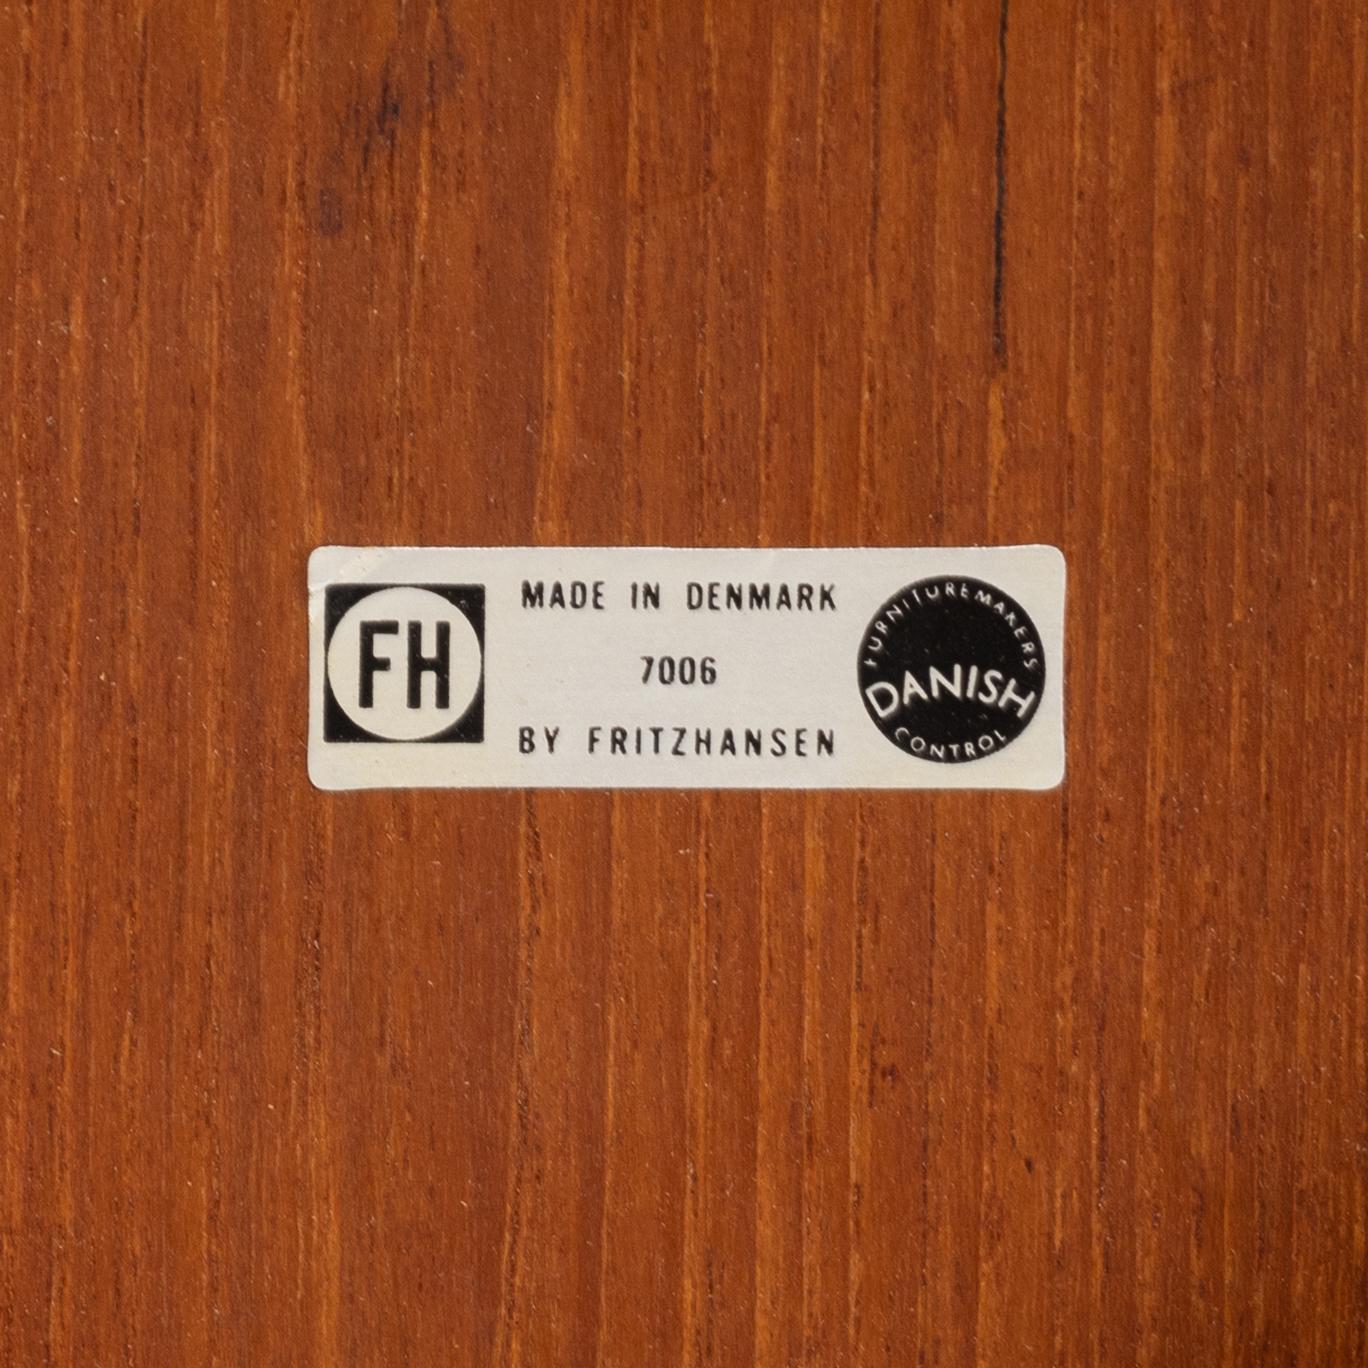 FH
MADE IN DENMARK
7006
BY FRITZHANSEN
FURNITUREMAKERS
DANISH
CONTROL